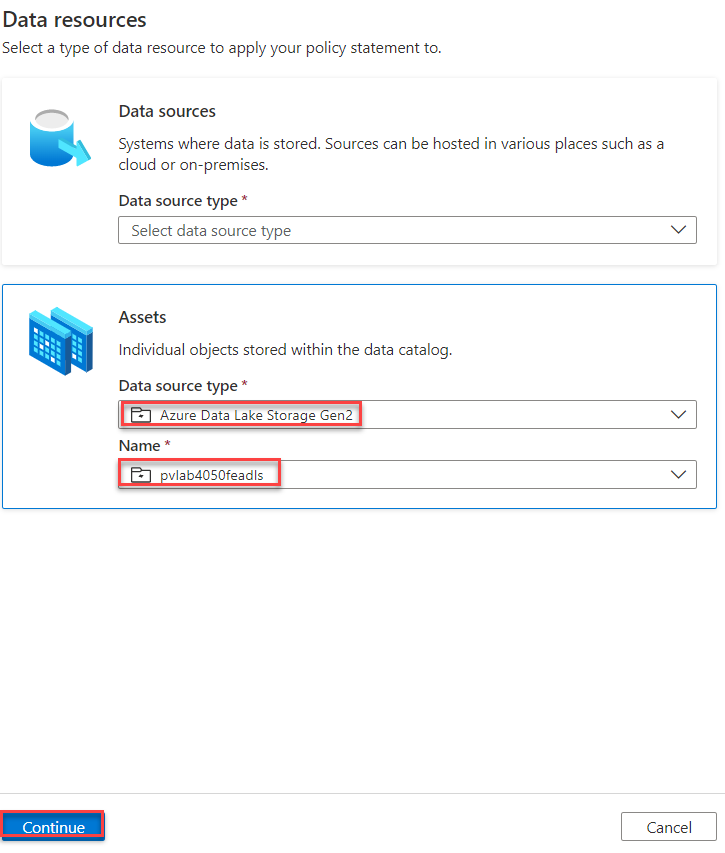 Data resources
Select a type of data resource to apply your policy statement to.
Data sources
Systems where data is stored. Sources can be hosted in various places such as a
cloud or on-premises.
Data source type *
Select data source type
Assets
Individual objects stored within the data catalog.
Data source type *
Azure Data Lake Storage Gen2
Name *
pvlab4050feadls
Continue
Cancel